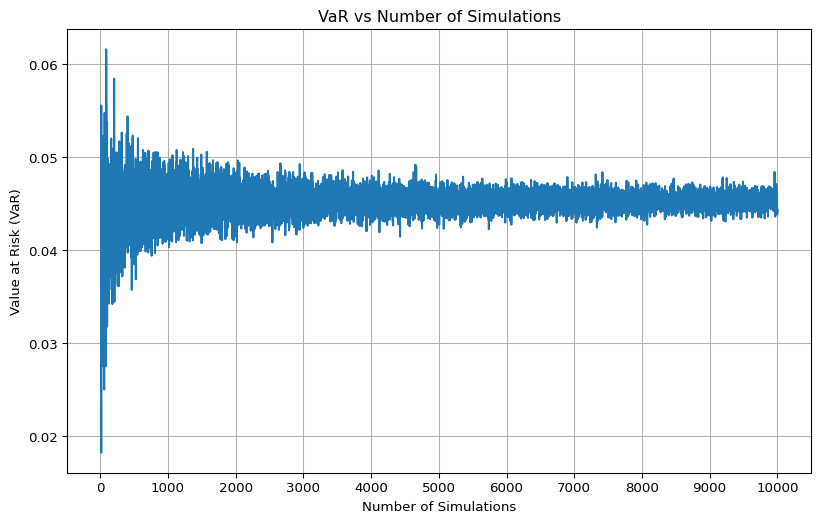 VaR vs Number of Simulations
0.06
0.05
0.04
0.03
0.02
Value at Risk (VaR)
0 1000 2000 3000 4000 5000 6000 7000 8000 9000 10000
Number of Simulations